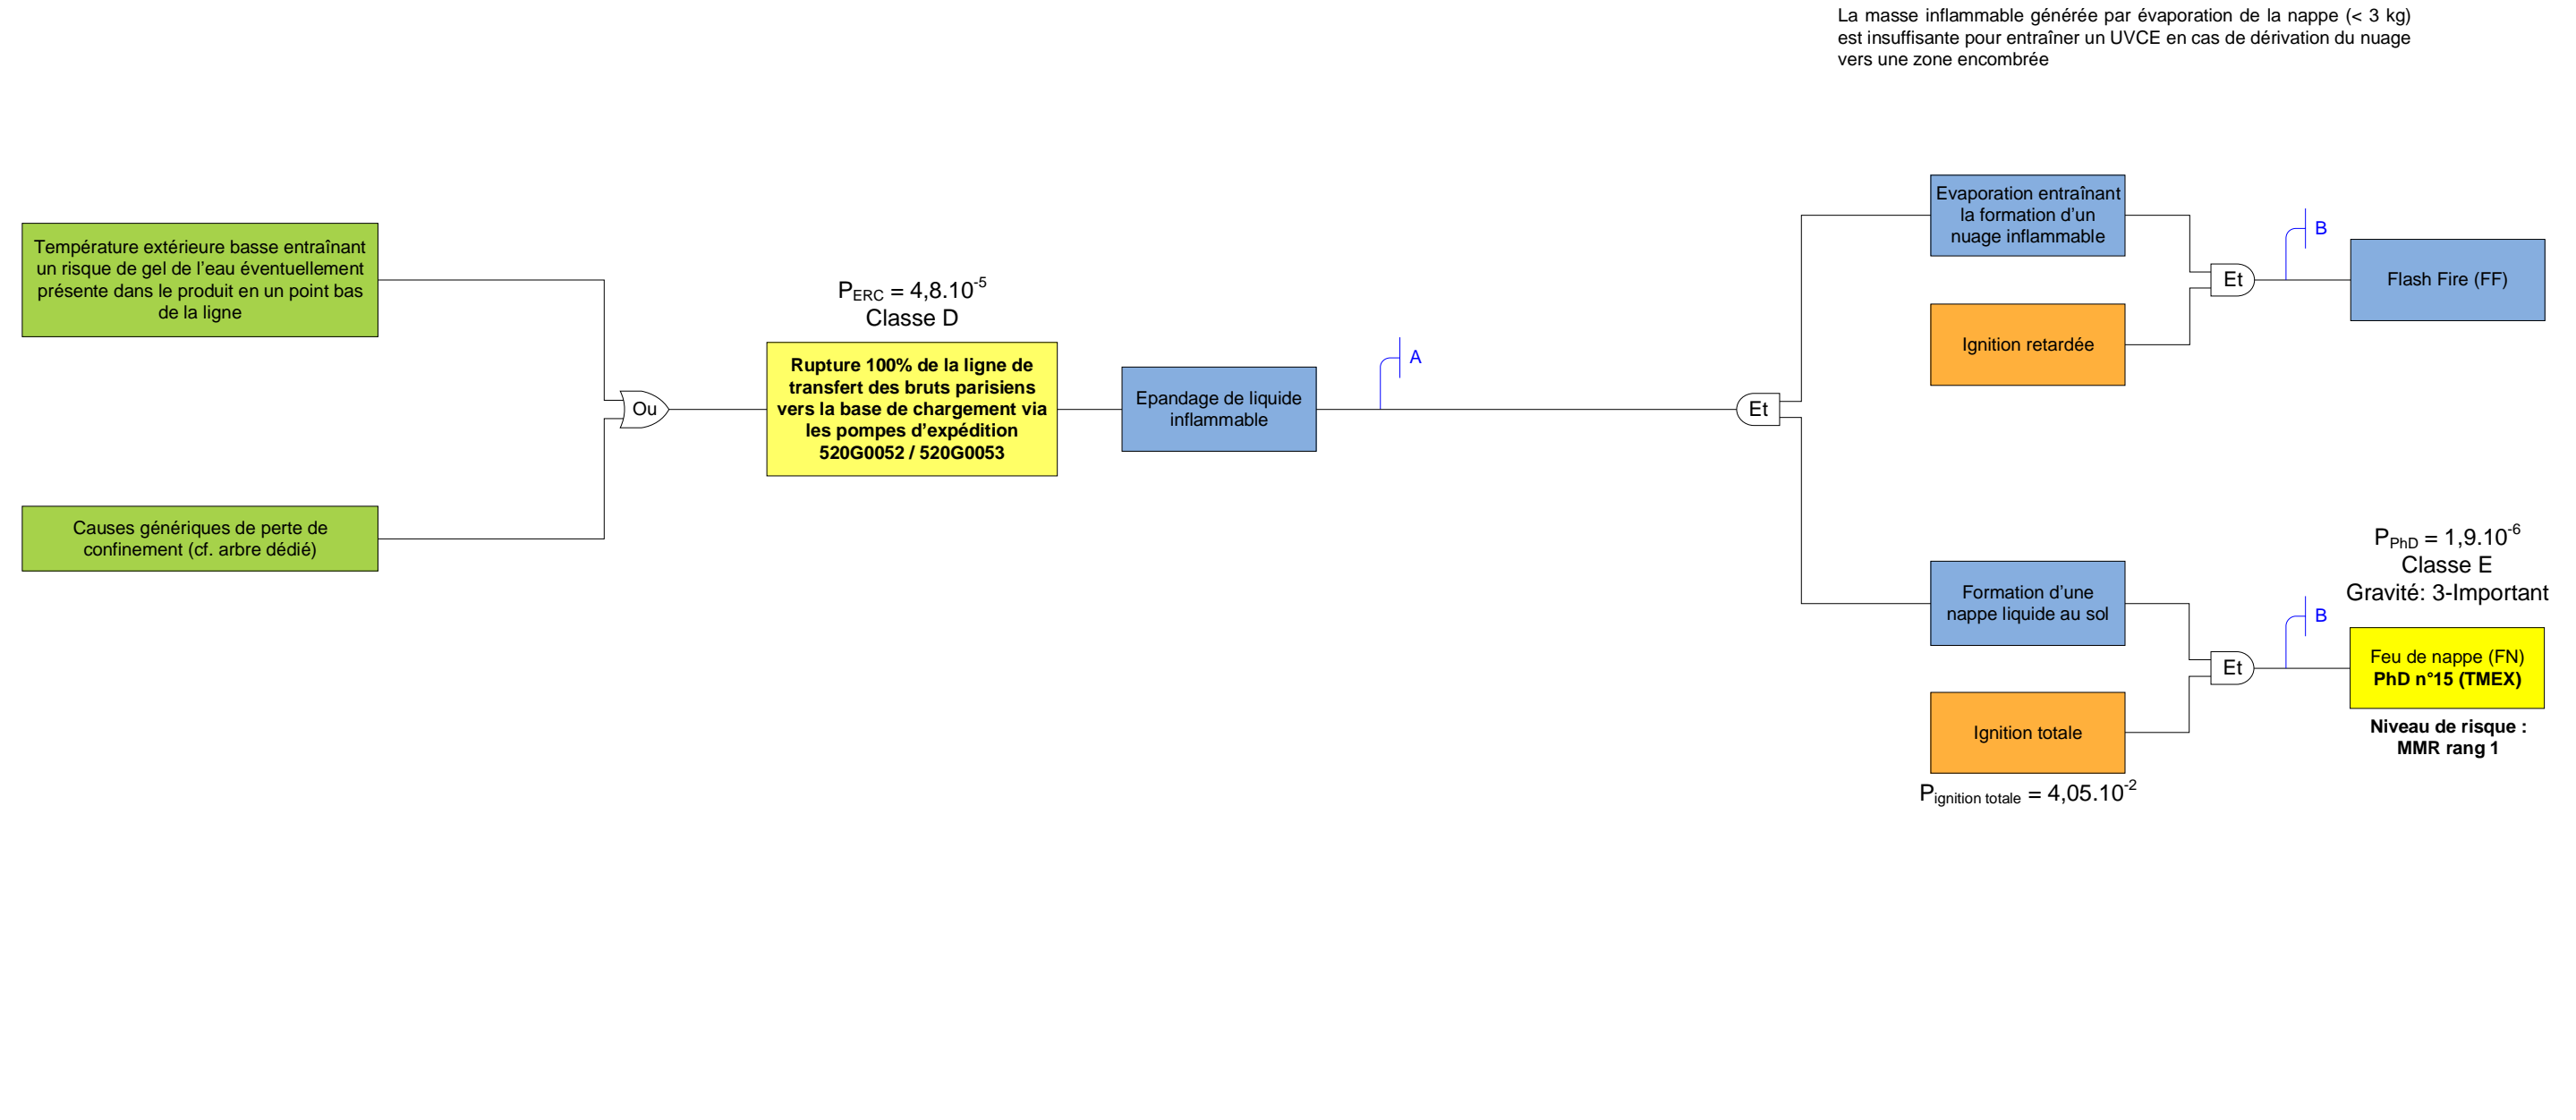 La masse inflammable générée par évaporation de la nappe (< 3 kg)
est insuffisante pour entraîner un UVCE en cas de dérivation du nuage
vers une zone encombrée
Température extérieure basse entraînant
un risque de gel de l’eau éventuellement
présente dans le produit en un point bas
de la ligne
Causes génériques de perte de
confinement (cf. arbre dédié)
Ou
P_ERC = 4,8.10^-5
Classe D
Rupture 100% de la ligne de
transfert des bruts parisiens
vers la base de chargement via
les pompes d’expédition
520G0052 / 520G0053
Epandage de liquide
inflammable
A
Et
Evaporation entraînant
la formation d’un
nuage inflammable
Ignition retardée
Et
B
Flash Fire (FF)
Formation d’une
nappe liquide au sol
Ignition totale
P_ignition totale = 4,05.10^-2
Et
B
P_PhD = 1,9.10^-6
Classe E
Gravité: 3-Important
Feu de nappe (FN)
PhD n°15 (TMEX)
Niveau de risque :
MMR rang 1